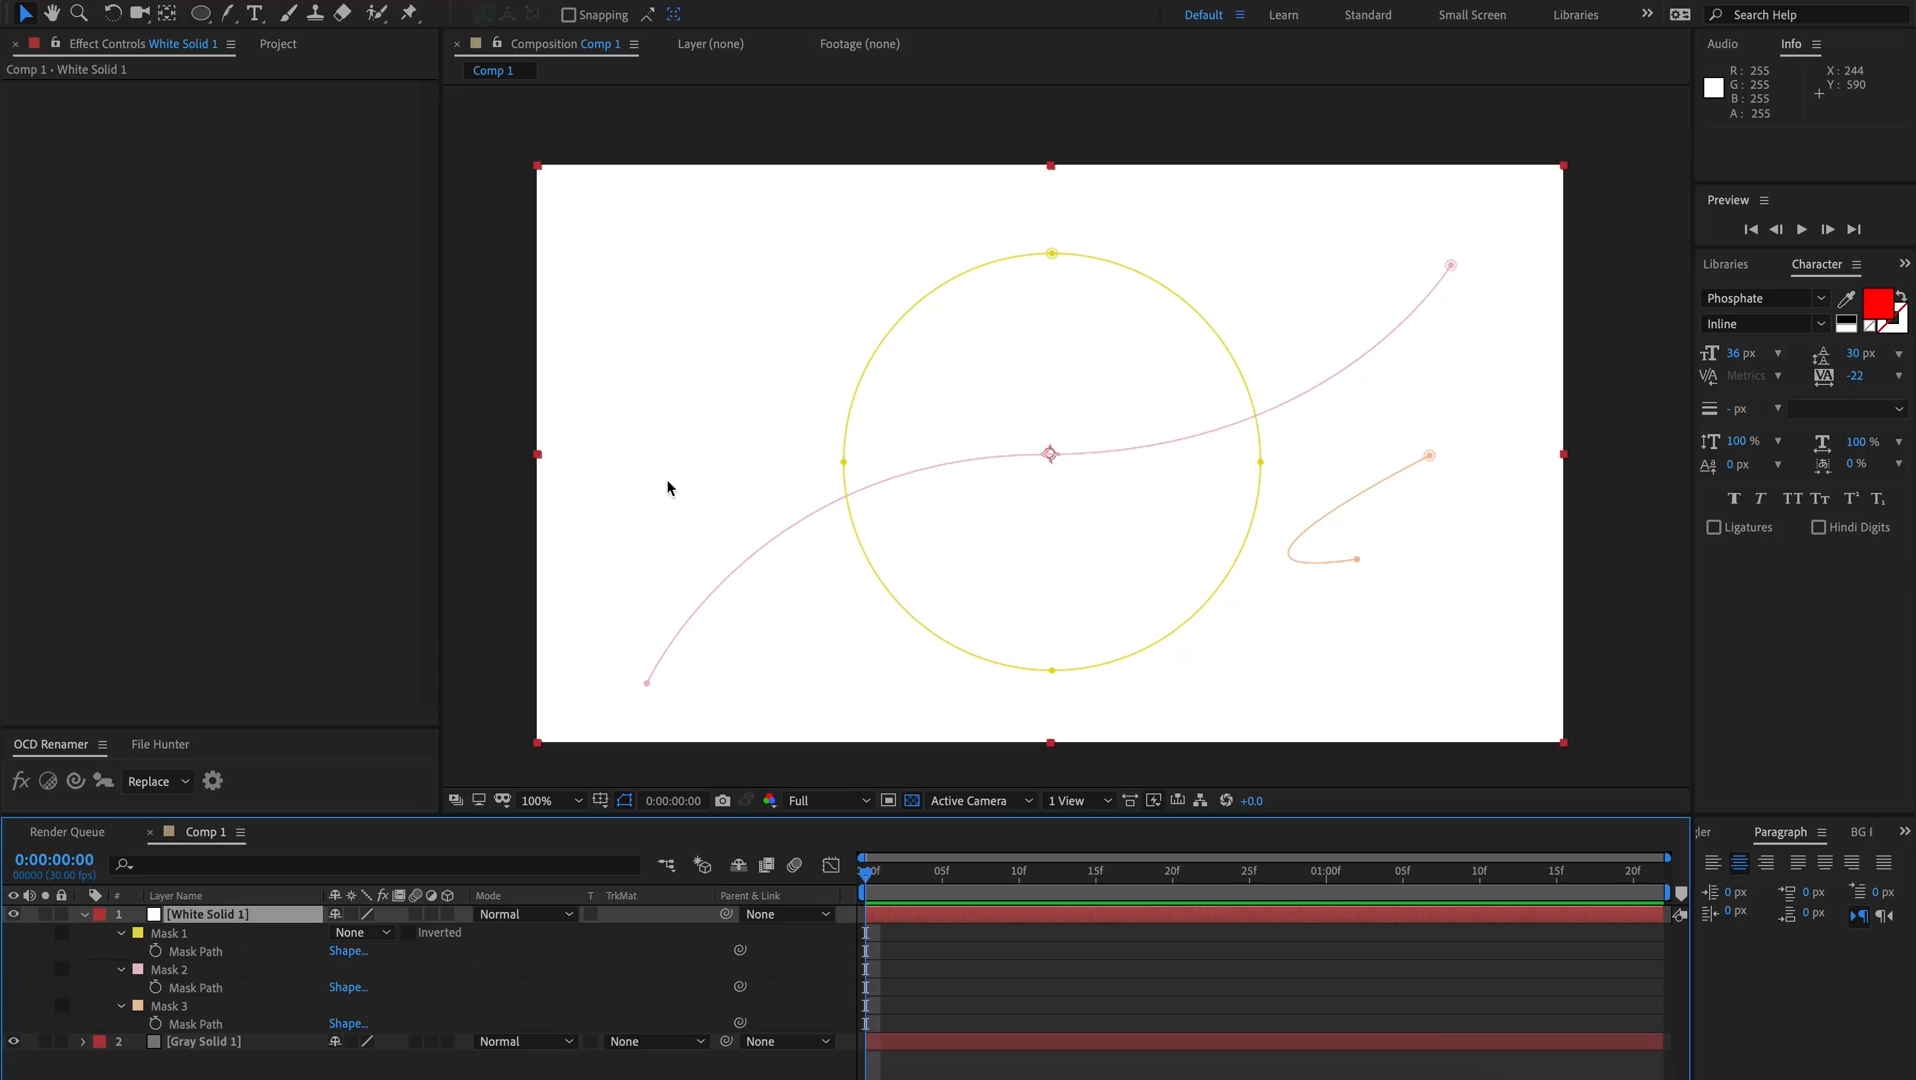 Snapping
Default
Learn
Standard
Small Screen
Libraries
Search Help
Effect Controls White Solid 1
Project
Composition Comp 1
Layer (none)
Footage (none)
Audio
Info
Comp 1 • White Solid 1
Comp 1
R: 255
G: 255
B: 255
A: 255
X: 244
Y: 590
Preview
Libraries
Character
Phosphate
Inline
36 px
30 px
Metrics
-22
- px
100 %
100 %
0 px
0 %
Ligatures
Hindi Digits
OCD Renamer
File Hunter
fx
Replace
100%
0:00:00:00
Full
Active Camera
1 View
+0.0
Render Queue
Comp 1
gler
Paragraph
BG
0:00:00:00
00000 (30.00 fps)
05f
10f
15f
20f
25f
01:00f
05f
10f
15f
20f
#
Layer Name
fx
Mode
T
TrkMat
Parent & Link
1
[White Solid 1]
Normal
None
Mask 1
None
Inverted
Mask Path
Shape...
Mask 2
Mask Path
Shape...
Mask 3
Mask Path
Shape...
2
[Gray Solid 1]
Normal
None
None
0 px
0 px
0 px
0 px
0 px